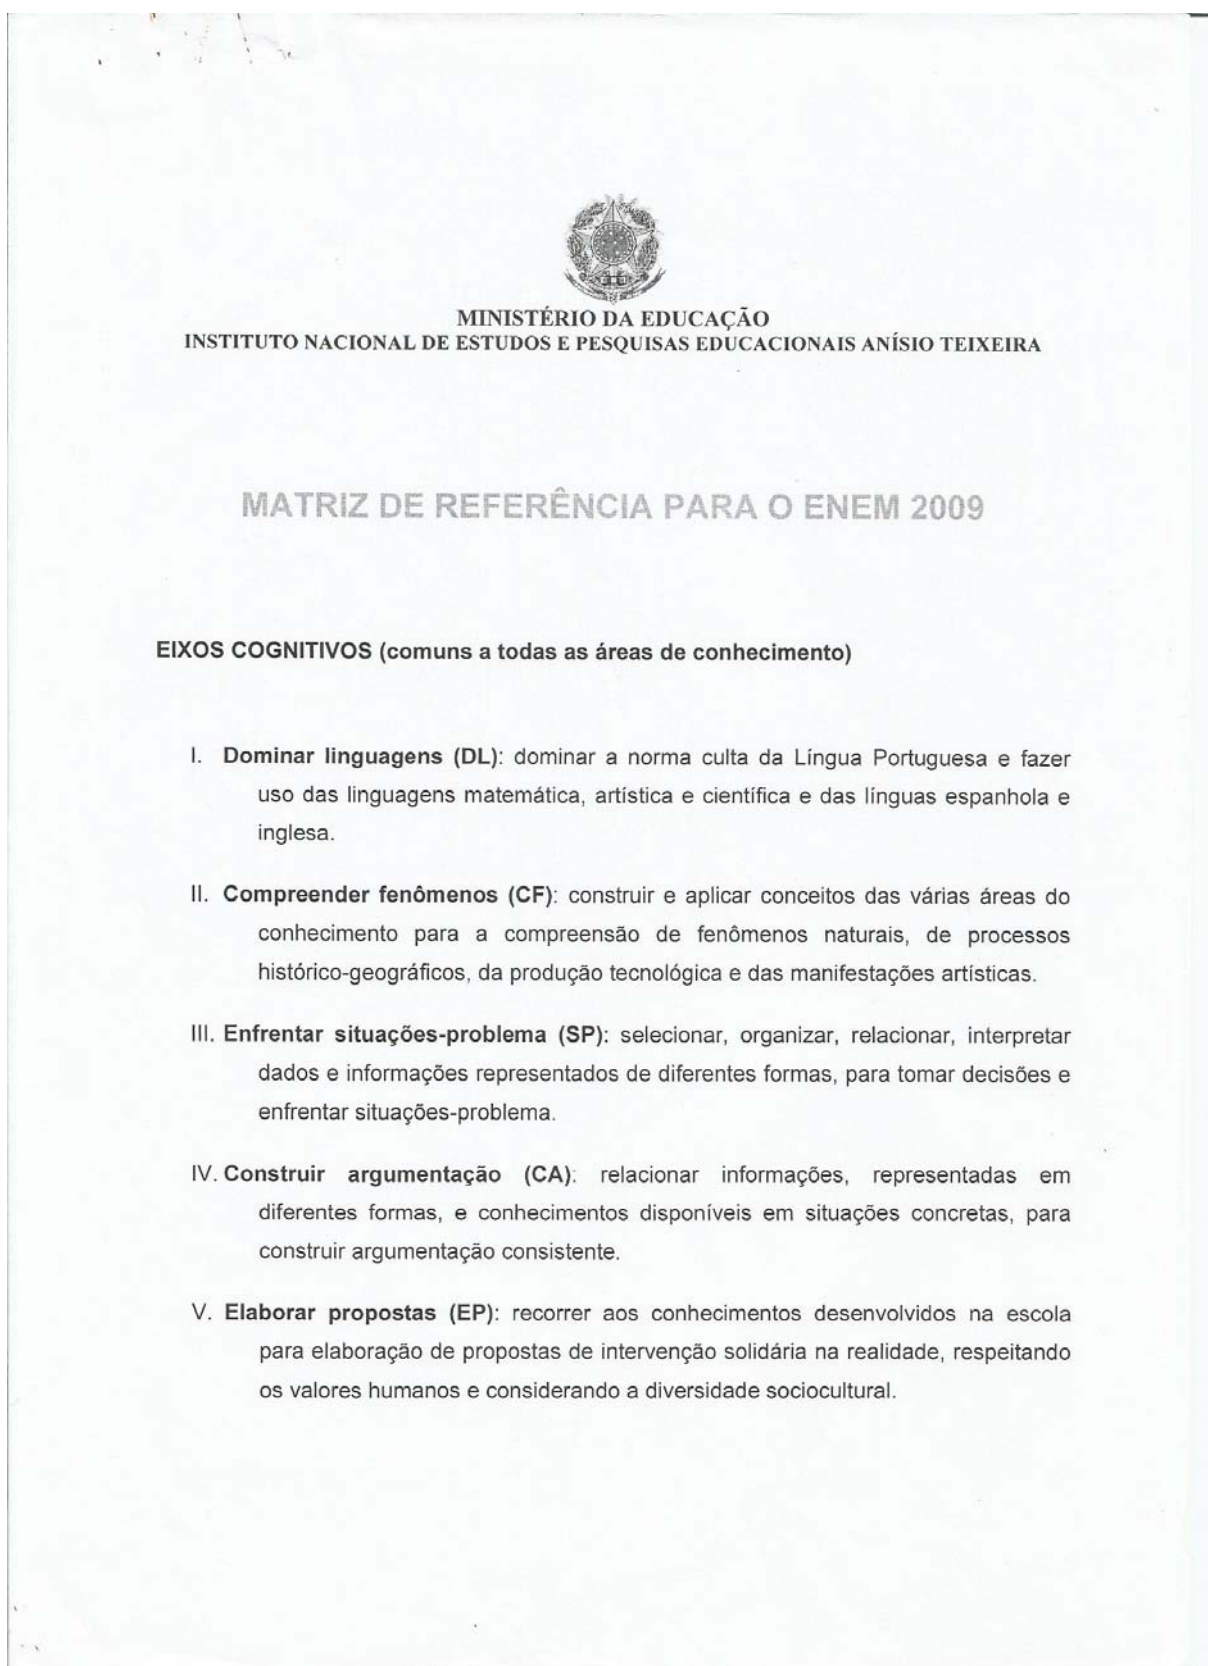 MINISTÉRIO DA EDUCAÇÃO
INSTITUTO NACIONAL DE ESTUDOS E PESQUISAS EDUCACIONAIS ANÍSIO TEIXEIRA
MATRIZ DE REFERÊNCIA PARA O ENEM 2009
EIXOS COGNITIVOS (comuns a todas as áreas de conhecimento)
I. Dominar linguagens (DL): dominar a norma culta da Língua Portuguesa e fazer
uso das linguagens matemática, artística e científica e das línguas espanhola e
inglesa.
II. Compreender fenômenos (CF): construir e aplicar conceitos das várias áreas do
conhecimento para a compreensão de fenômenos naturais, de processos
histórico-geográficos, da produção tecnológica e das manifestações artísticas.
III. Enfrentar situações-problema (SP): selecionar, organizar, relacionar, interpretar
dados e informações representados de diferentes formas, para tomar decisões e
enfrentar situações-problema.
IV. Construir argumentação (CA): relacionar informações, representadas em
diferentes formas, e conhecimentos disponíveis em situações concretas, para
construir argumentação consistente.
V. Elaborar propostas (EP): recorrer aos conhecimentos desenvolvidos na escola
para elaboração de propostas de intervenção solidária na realidade, respeitando
os valores humanos e considerando a diversidade sociocultural.